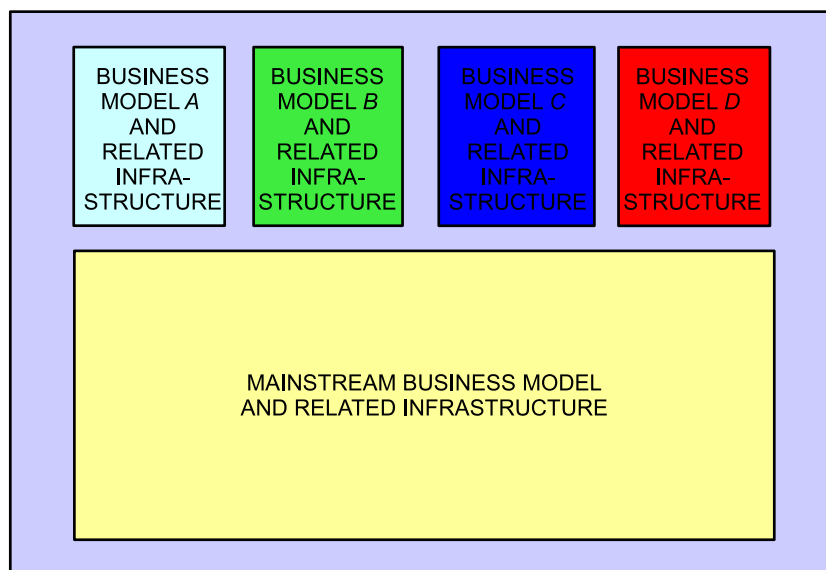 BUSINESS
MODEL A
AND
RELATED
INFRA-
STRUCTURE
BUSINESS
MODEL B
AND
RELATED
INFRA-
STRUCTURE
BUSINESS
MODEL C
AND
RELATED
INFRA-
STRUCTURE
BUSINESS
MODEL D
AND
RELATED
INFRA-
STRUCTURE
MAINSTREAM BUSINESS MODEL
AND RELATED INFRASTRUCTURE